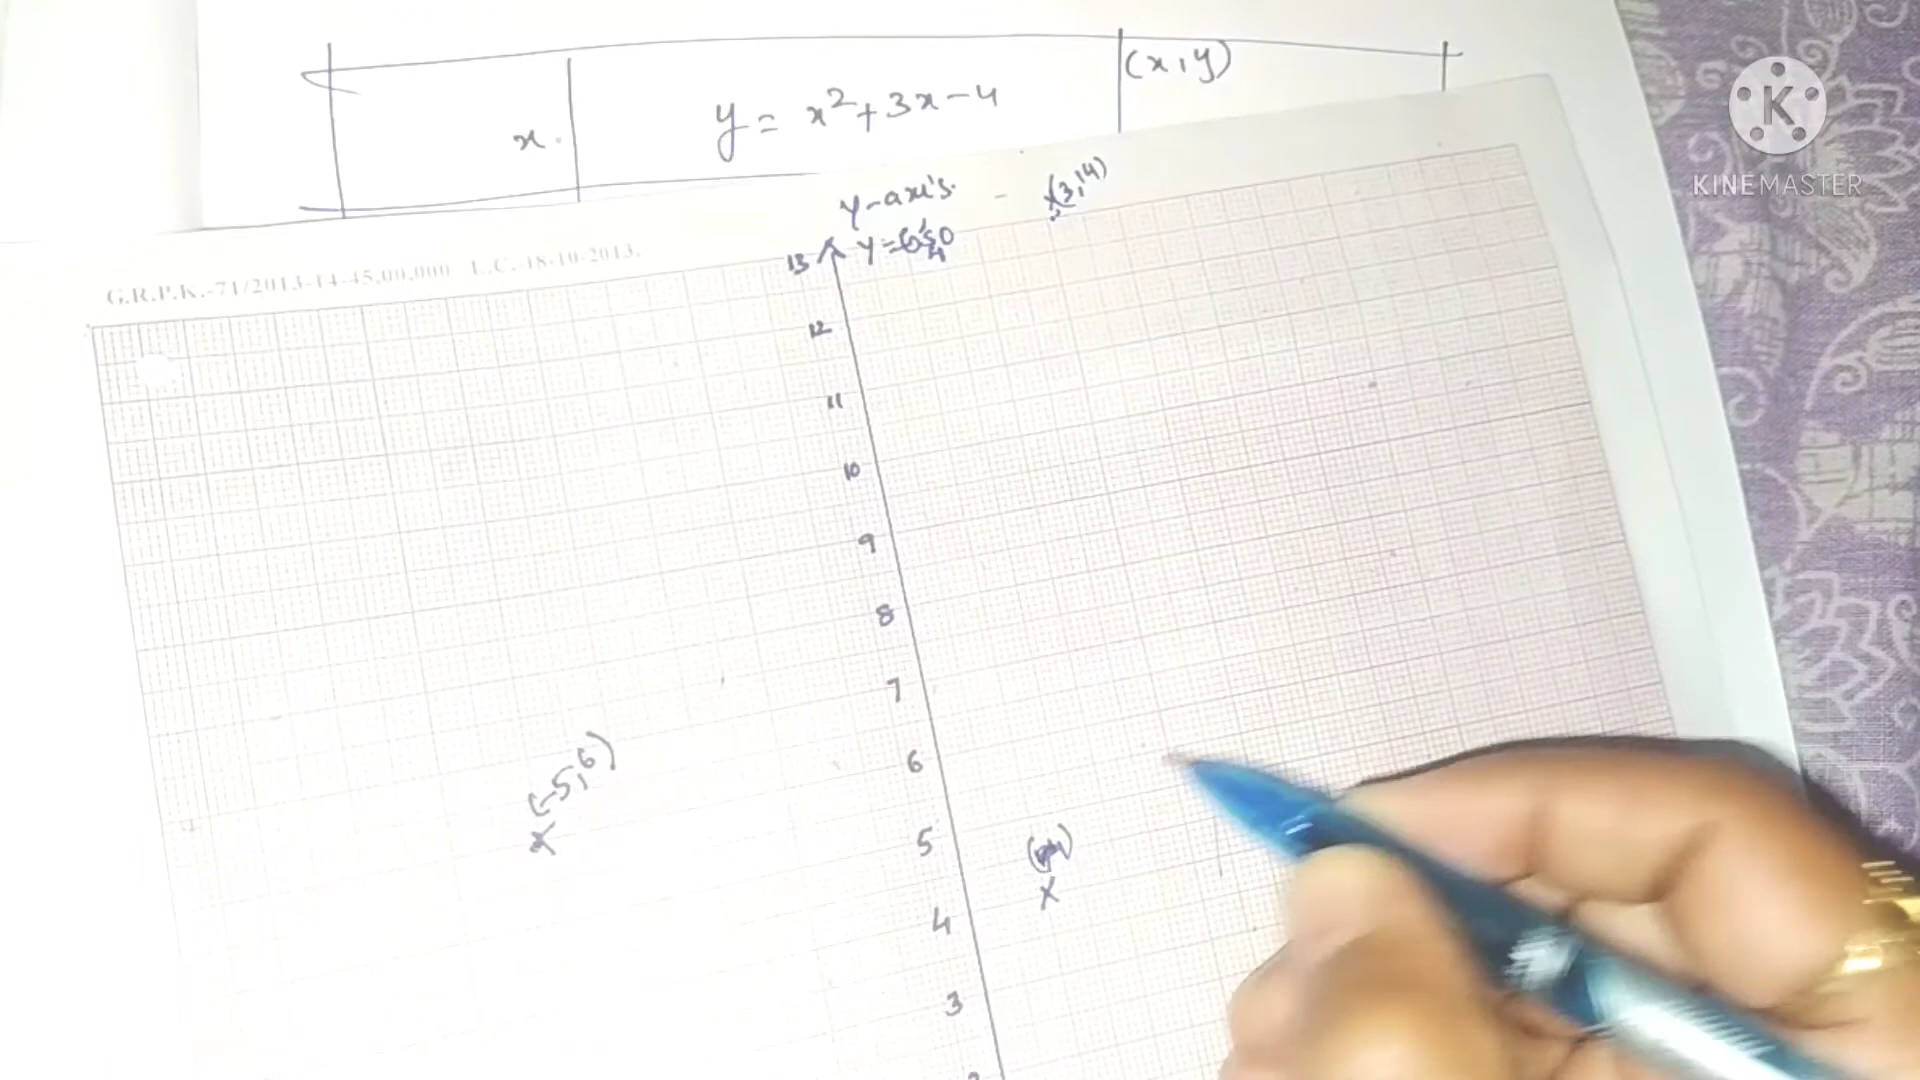 (x, y)
x
y = x²+3x-4
KINEMASTER
y-axis
(3, 14)
G.R.P.K.-71/2013-14-45,00,000 L.C.-18-10-2013.
13
12
11
10
9
8
7
(-5, 6)
6
5
4
3